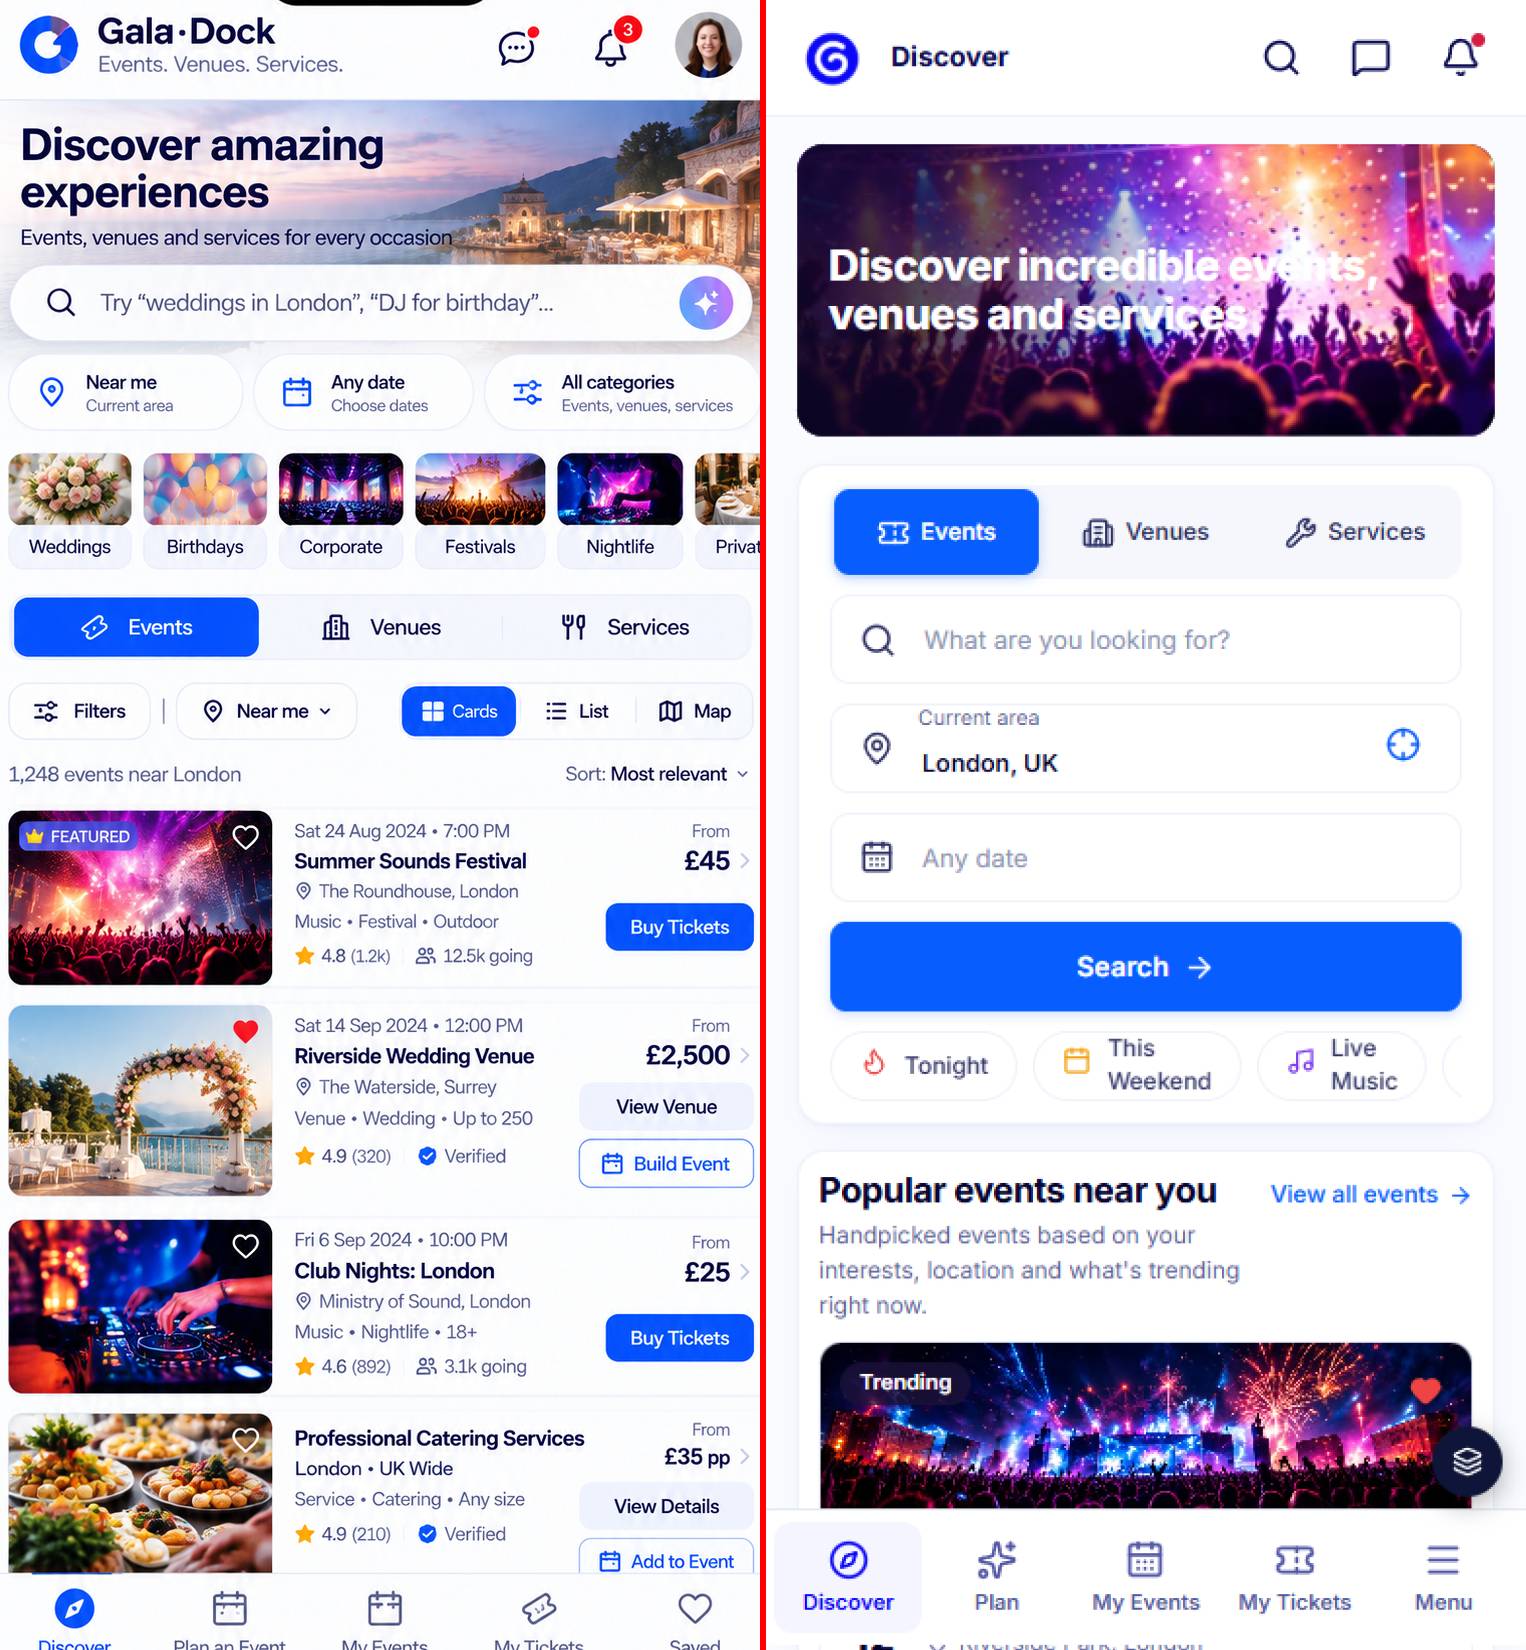 Gala·Dock
Events. Venues. Services.
3
Discover amazing
experiences
Events, venues and services for every occasion
Try “weddings in London”, “DJ for birthday”...
Near me
Current area
Any date
Choose dates
All categories
Events, venues, services
Weddings
Birthdays
Corporate
Festivals
Nightlife
Privat
Events
Venues
Services
Filters
Near me
Cards
List
Map
1,248 events near London
Sort: Most relevant
FEATURED
Sat 24 Aug 2024 • 7:00 PM
Summer Sounds Festival
The Roundhouse, London
Music • Festival • Outdoor
4.8 (1.2k)
12.5k going
From
£45
Buy Tickets
Sat 14 Sep 2024 • 12:00 PM
Riverside Wedding Venue
The Waterside, Surrey
Venue • Wedding • Up to 250
4.9 (320)
Verified
From
£2,500
View Venue
Build Event
Fri 6 Sep 2024 • 10:00 PM
Club Nights: London
Ministry of Sound, London
Music • Nightlife • 18+
4.6 (892)
3.1k going
From
£25
Buy Tickets
Professional Catering Services
London • UK Wide
Service • Catering • Any size
4.9 (210)
Verified
From
£35 pp
View Details
Add to Event
Discover
Plan an Event
My Events
My Tickets
Saved
Discover
Discover incredible events,
venues and services
Events
Venues
Services
What are you looking for?
Current area
London, UK
Any date
Search
Tonight
This
Weekend
Live
Music
Popular events near you
View all events
Handpicked events based on your
interests, location and what's trending
right now.
Trending
Discover
Plan
My Events
My Tickets
Menu
Riverside Park, London